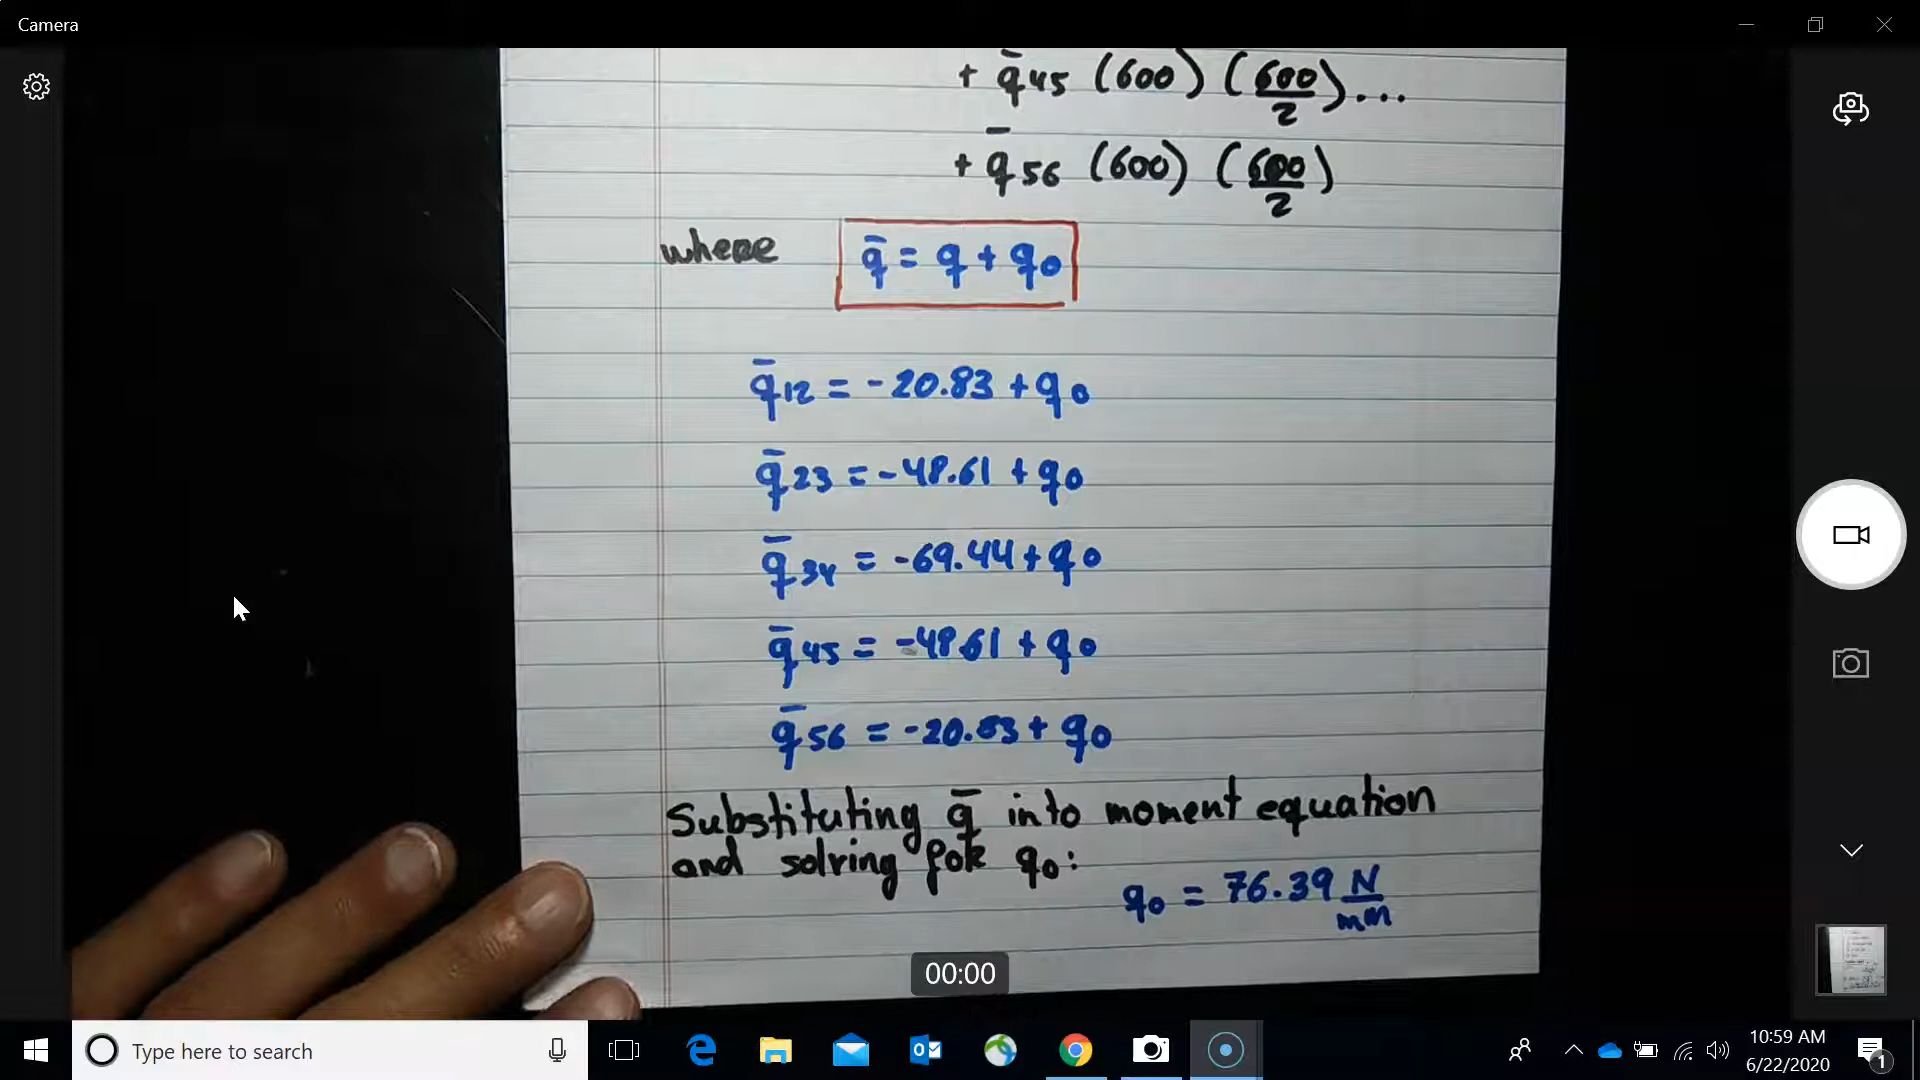 Camera
+ q̄45 (600) (600/2)...
+ q̄56 (600) (600/2)
where q̄ = q + q0
q̄12 = -20.83 + q0
q̄23 = -48.61 + q0
q̄34 = -69.44 + q0
q̄45 = -48.61 + q0
q̄56 = -20.83 + q0
Substituting q̄ into moment equation
and solving for q0:
q0 = 76.39 N/mm
00:00
Type here to search
10:59 AM
6/22/2020
1